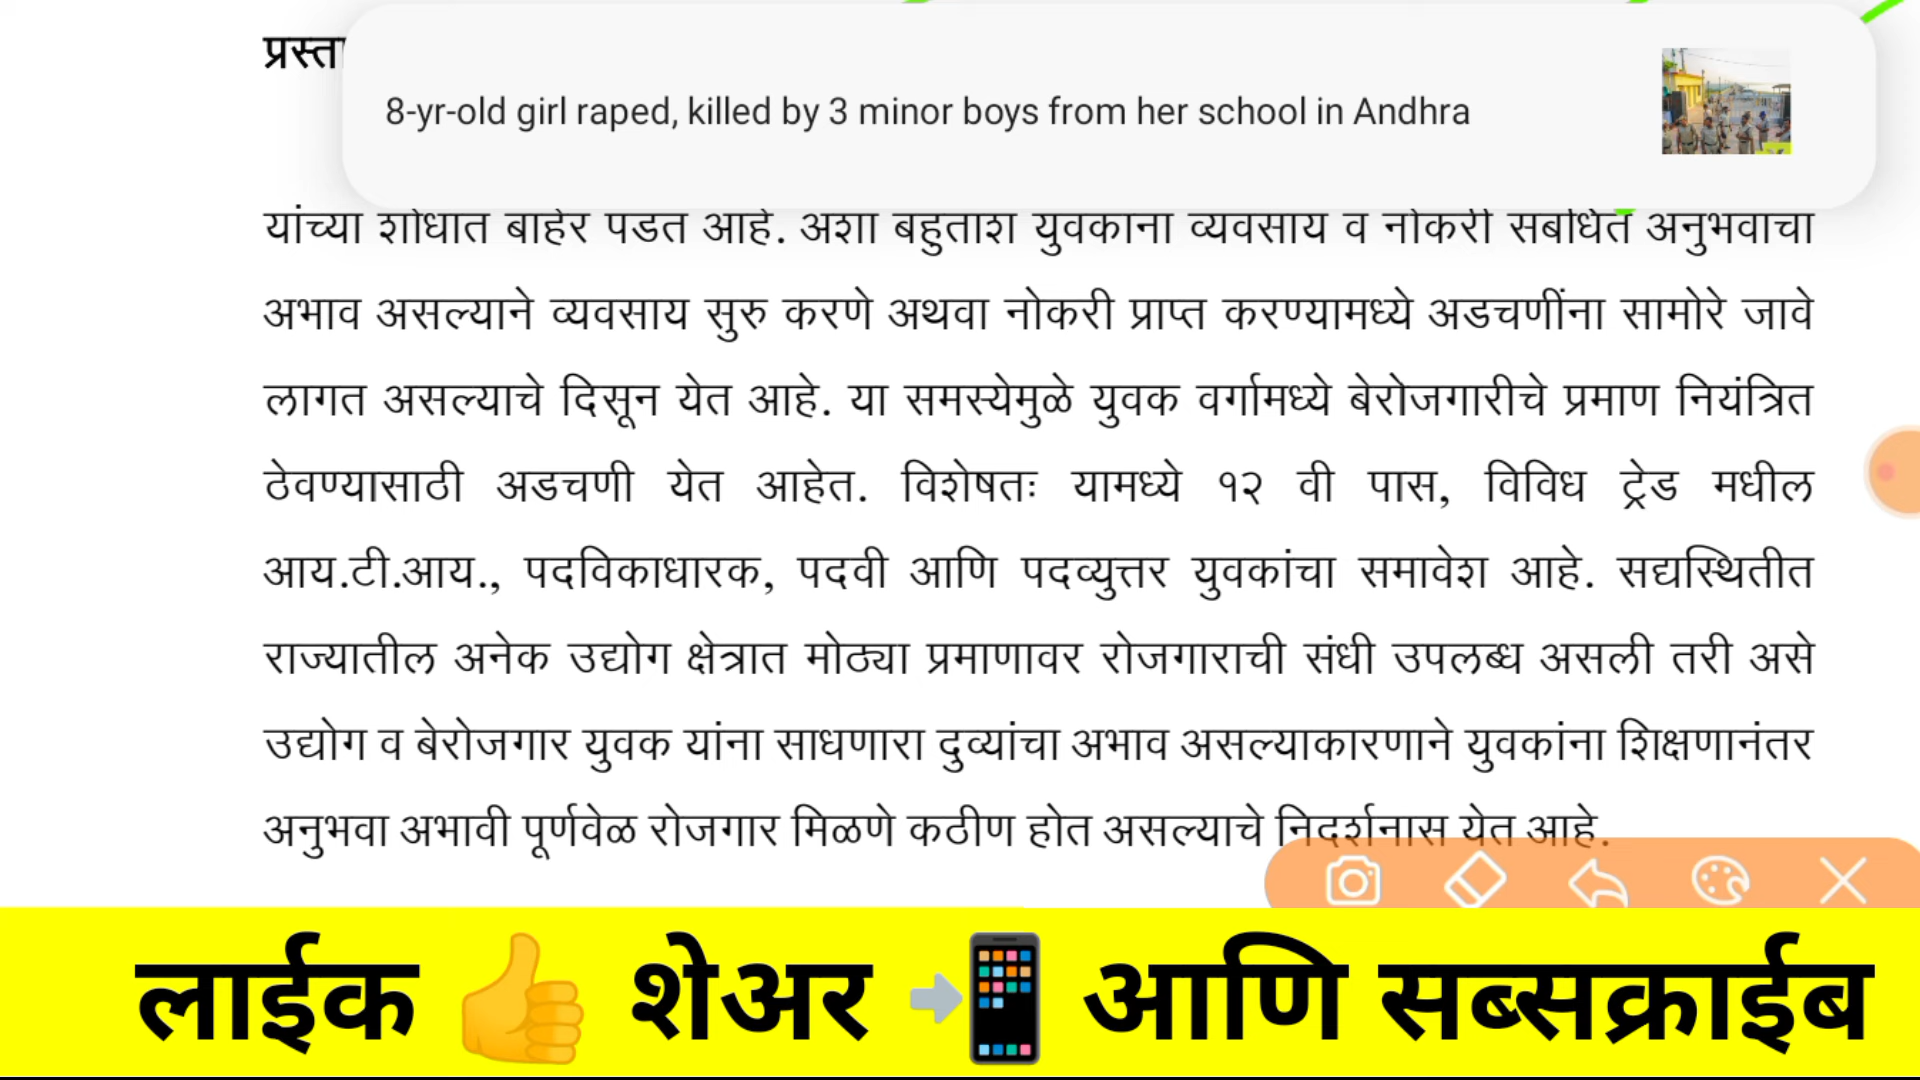 प्रस्ता
8-yr-old girl raped, killed by 3 minor boys from her school in Andhra
यांच्या शोधात बाहेर पडत आहे. अशा बहुतांश युवकांना व्यवसाय व नोकरी संबंधित अनुभवाचा
अभाव असल्याने व्यवसाय सुरु करणे अथवा नोकरी प्राप्त करण्यामध्ये अडचणींना सामोरे जावे
लागत असल्याचे दिसून येत आहे. या समस्येमुळे युवक वर्गामध्ये बेरोजगारीचे प्रमाण नियंत्रित
ठेवण्यासाठी अडचणी येत आहेत. विशेषतः यामध्ये १२ वी पास, विविध ट्रेड मधील
आय.टी.आय., पदविकाधारक, पदवी आणि पदव्युत्तर युवकांचा समावेश आहे. सद्यस्थितीत
राज्यातील अनेक उद्योग क्षेत्रात मोठ्या प्रमाणावर रोजगाराची संधी उपलब्ध असली तरी असे
उद्योग व बेरोजगार युवक यांना साधणारा दुव्यांचा अभाव असल्याकारणाने युवकांना शिक्षणानंतर
अनुभवा अभावी पूर्णवेळ रोजगार मिळणे कठीण होत असल्याचे निदर्शनास येत आहे.
लाईक 👍 शेअर 📲 आणि सब्सक्राईब